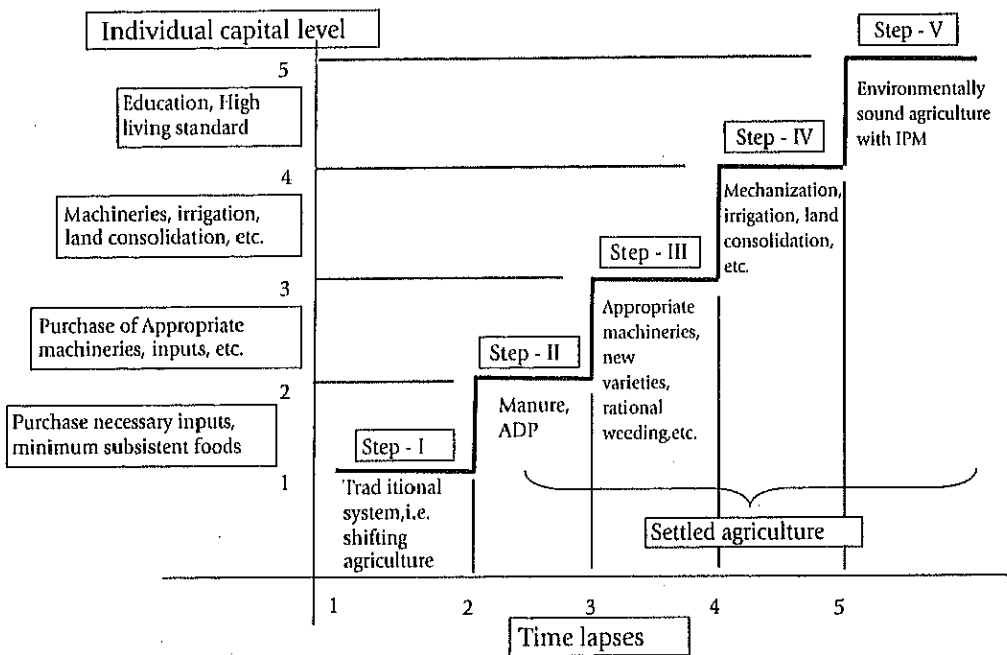 Individual capital level
5
Education, High
living standard
4
Machineries, irrigation,
land consolidation, etc.
3
Purchase of Appropriate
machineries, inputs, etc.
2
Purchase necessary inputs,
minimum subsistent foods
1
Step - I
Trad itional
system,i.e.
shifting
agriculture
Step - II
Manure,
ADP
Step - III
Appropriate
machineries,
new
varieties,
rational
weeding,etc.
Step - IV
Mechanization,
irrigation, land
consolidation,
etc.
Step - V
Environmentally
sound agriculture
with IPM
Settled agriculture
1 2 3 4 5
Time lapses